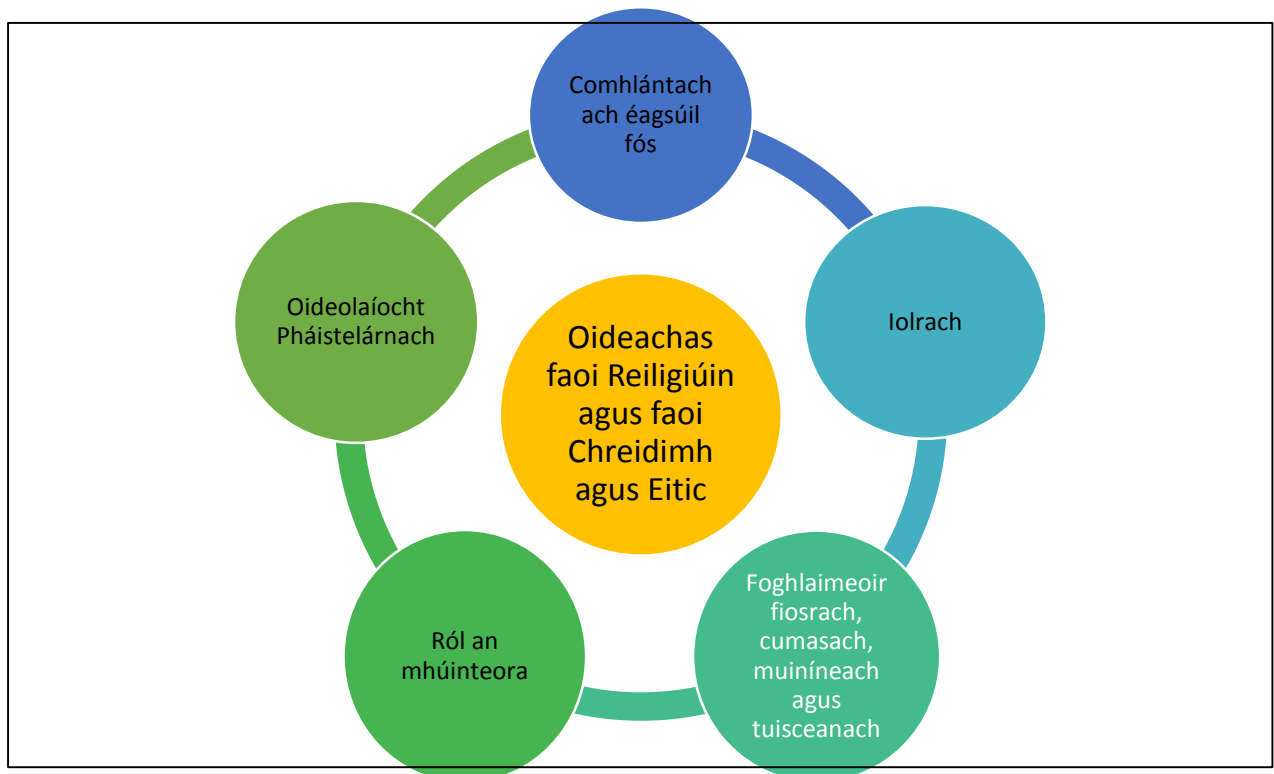 Comhlántach
ach éagsúil
fós
Iolrach
Foghlaimeoir
fiosrach,
cumasach,
muiníneach
agus
tuisceanach
Ról an
mhúinteora
Oideolaíocht
Pháistelárnach
Oideachas
faoi Reiligiúin
agus faoi
Chreidimh
agus Eitic